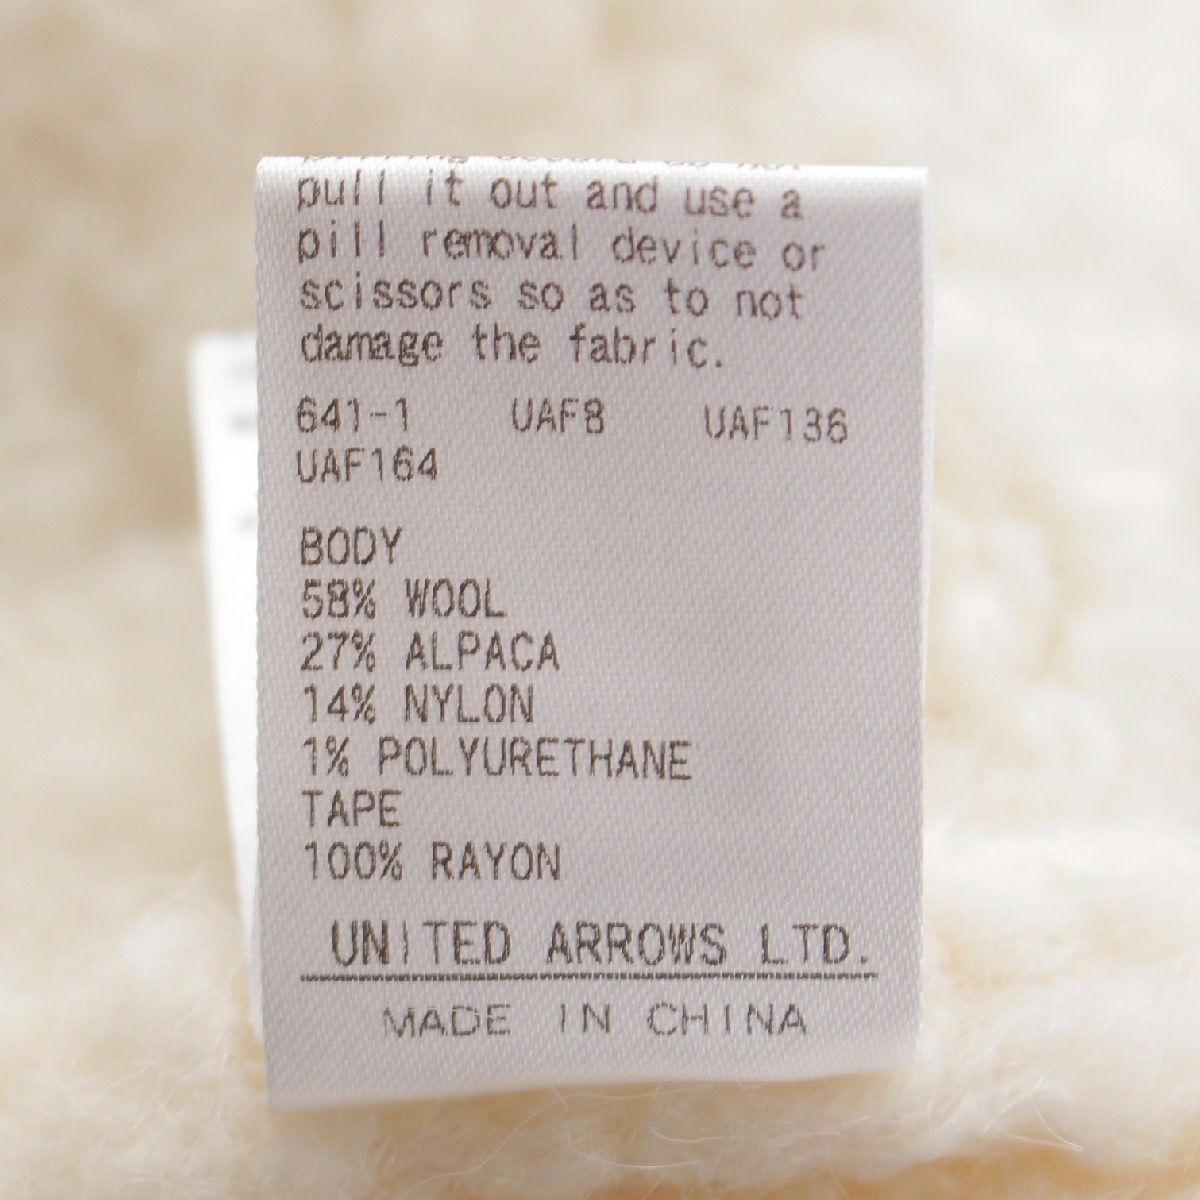 pull it out and use a
pill removal device or
scissors so as to not
damage the fabric.
641-1 UAF8 UAF136
UAF164
BODY
58% WOOL
27% ALPACA
14% NYLON
1% POLYURETHANE
TAPE
100% RAYON
UNITED ARROWS LTD.
MADE IN CHINA